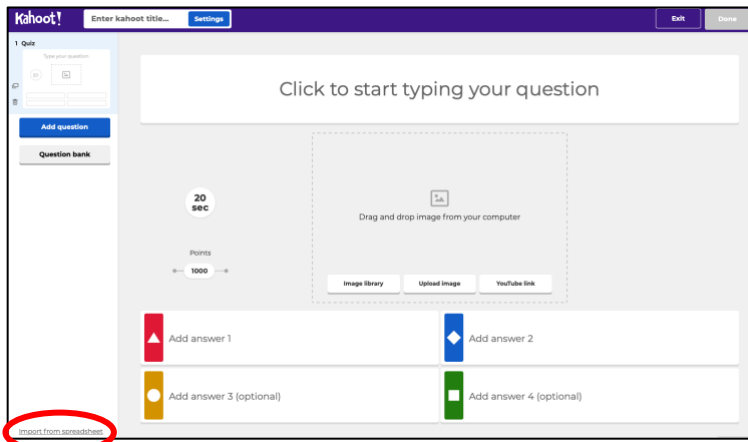 Kahoot! Enter kahoot title... Settings Exit Done
1 Quiz
Type your question
20
Add question
Question bank
Click to start typing your question
20
sec
Drag and drop image from your computer
Points
1000
Image library Upload image YouTube link
Add answer 1
Add answer 2
Add answer 3 (optional)
Add answer 4 (optional)
Import from spreadsheet